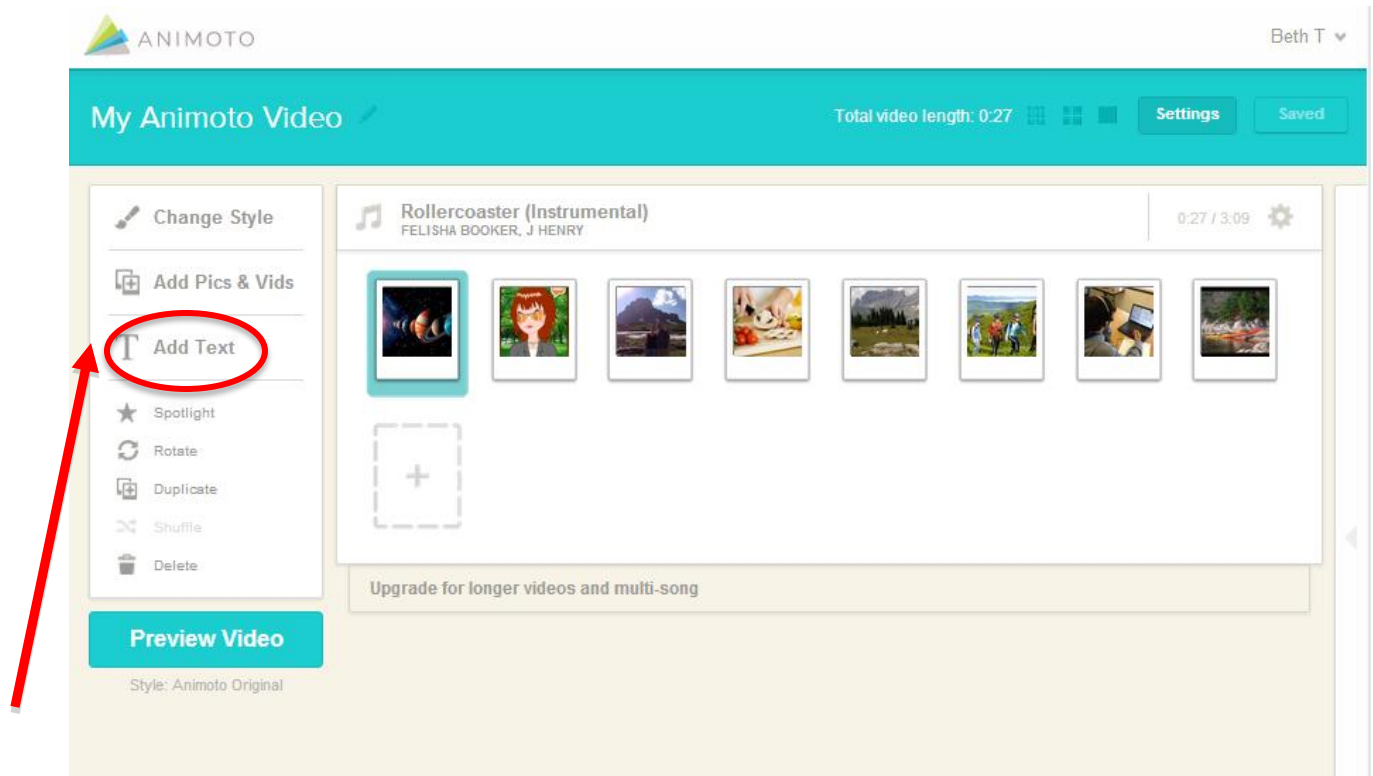 ANIMOTO
Beth T
My Animoto Video
Total video length: 0:27
Settings
Saved
Change Style
Add Pics & Vids
Add Text
Spotlight
Rotate
Duplicate
Shuffle
Delete
Preview Video
Style: Animoto Original
Rollercoaster (Instrumental)
FELISHA BOOKER, J HENRY
0:27 / 3:09
Upgrade for longer videos and multi-song